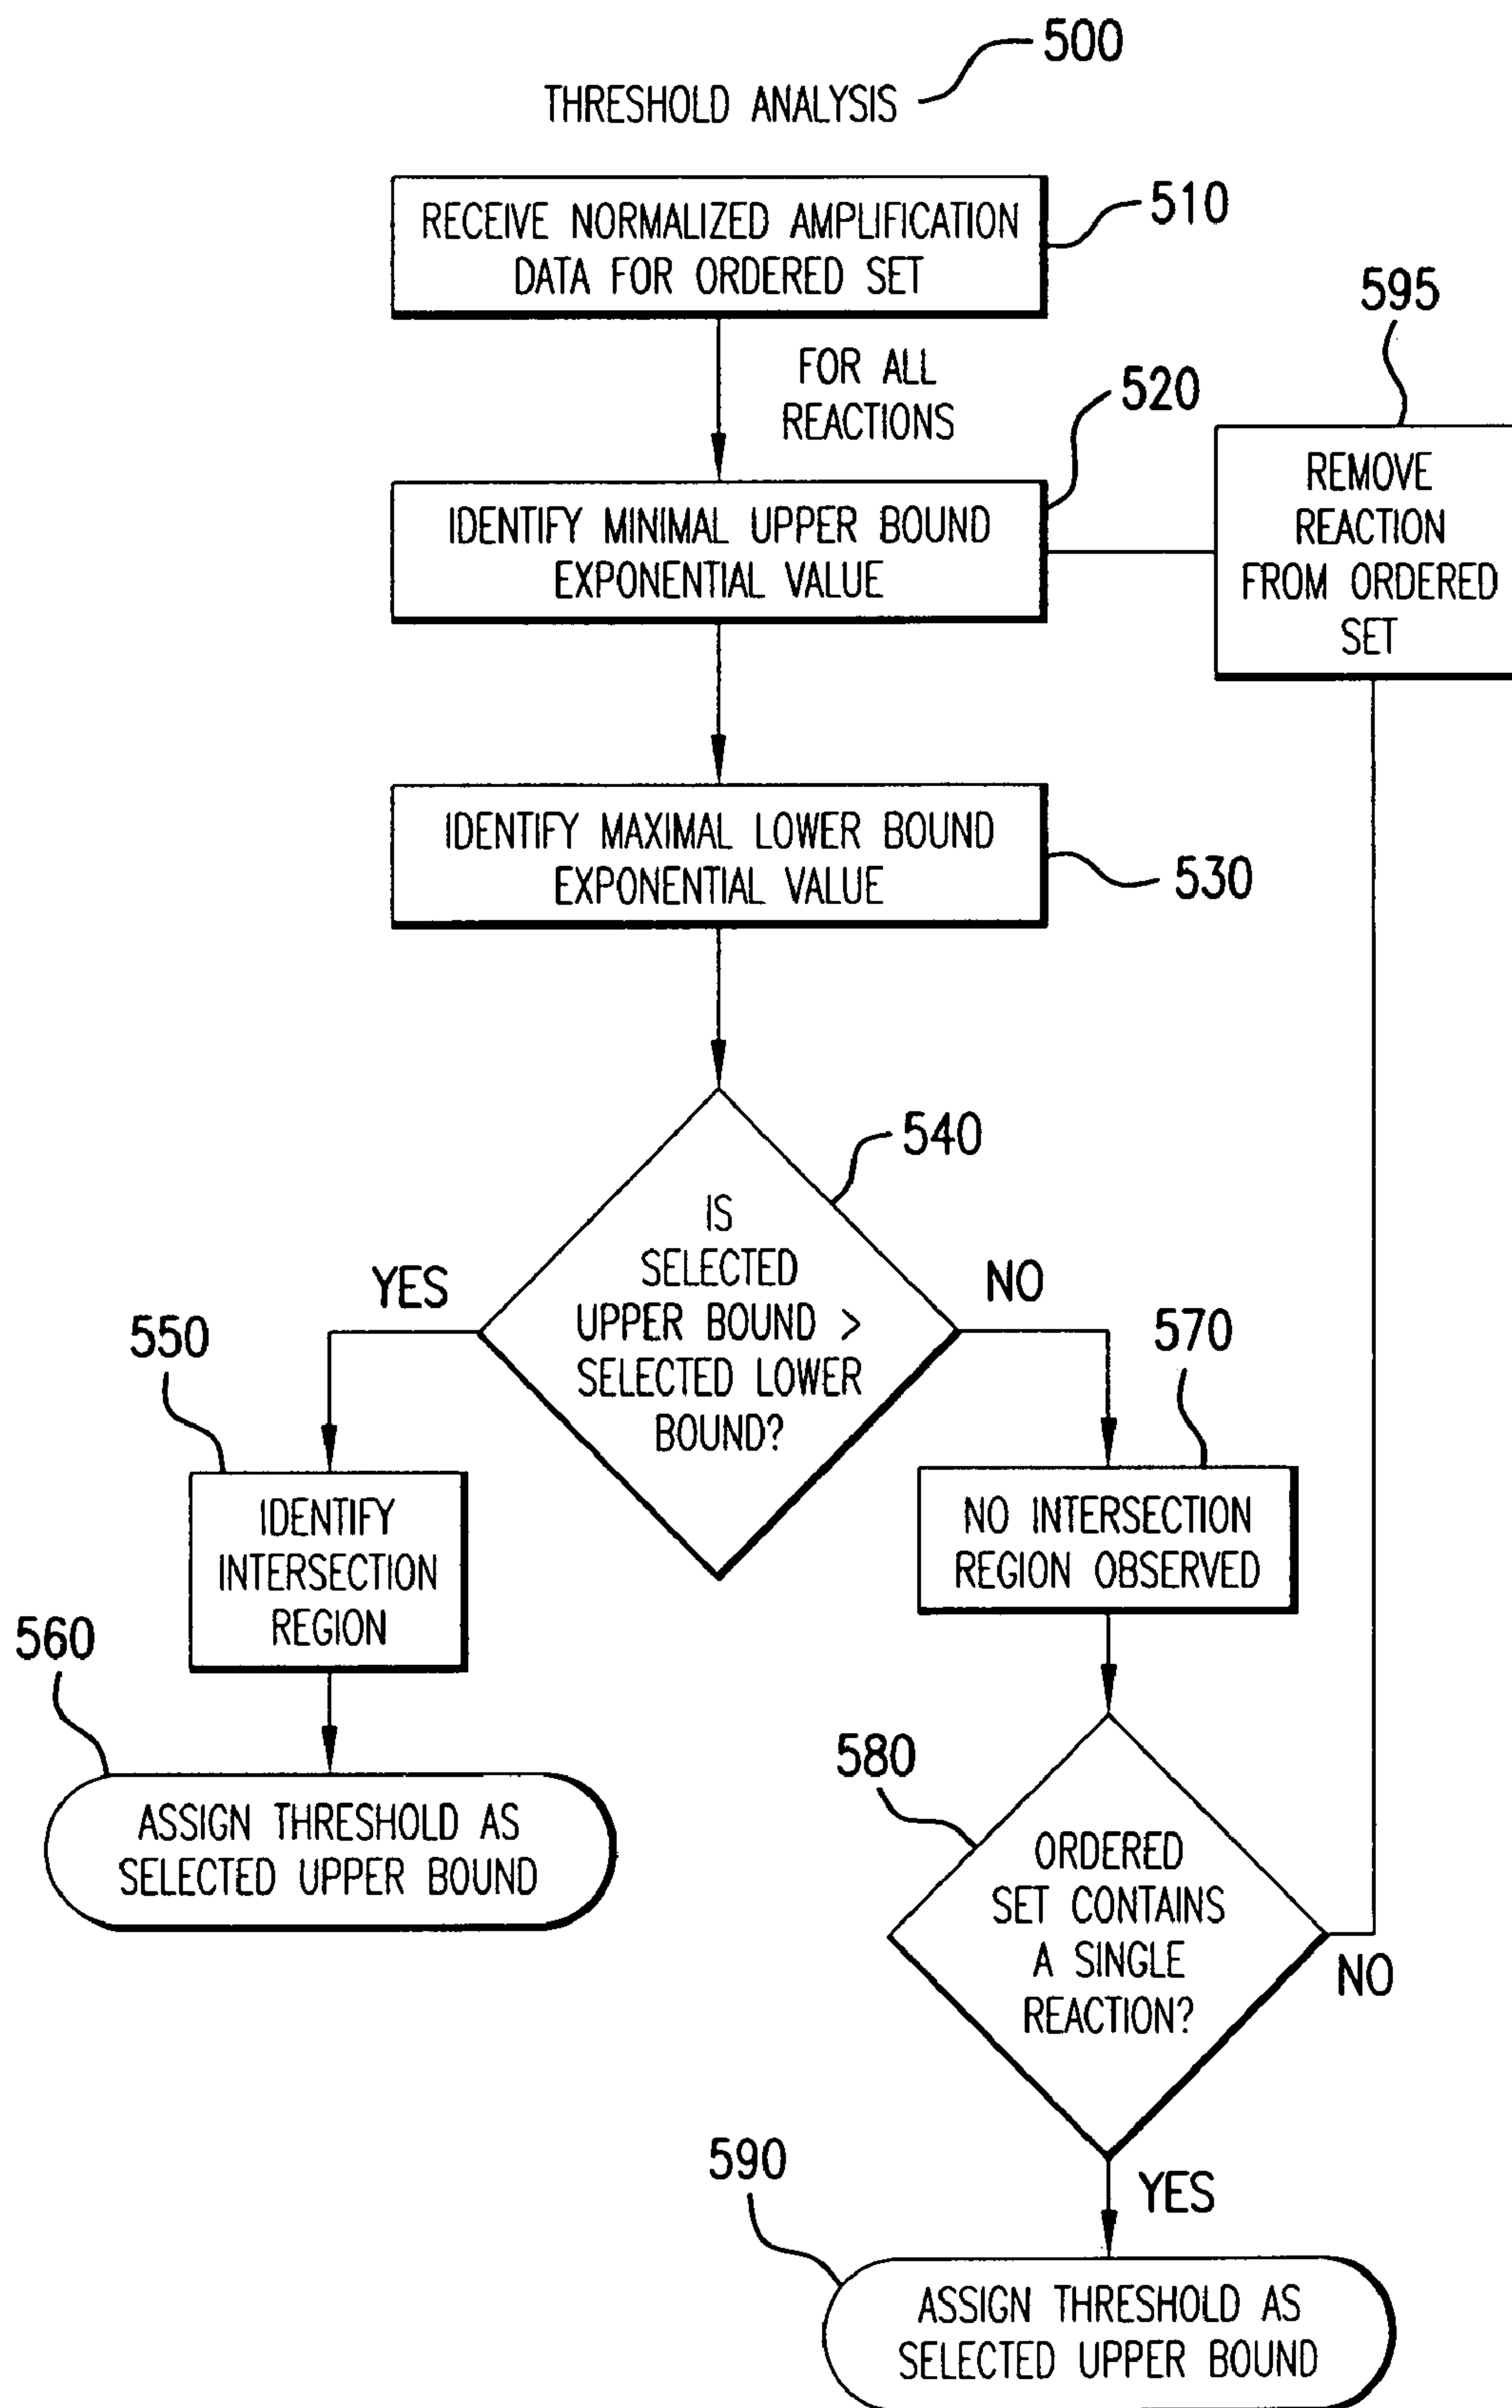 500
THRESHOLD ANALYSIS
RECEIVE NORMALIZED AMPLIFICATION
DATA FOR ORDERED SET
510
FOR ALL
REACTIONS
595
520
IDENTIFY MINIMAL UPPER BOUND
EXPONENTIAL VALUE
REMOVE
REACTION
FROM ORDERED
SET
IDENTIFY MAXIMAL LOWER BOUND
EXPONENTIAL VALUE
530
540
IS
SELECTED
UPPER BOUND >
SELECTED LOWER
BOUND?
YES
NO
550
570
IDENTIFY
INTERSECTION
REGION
NO INTERSECTION
REGION OBSERVED
560
ASSIGN THRESHOLD AS
SELECTED UPPER BOUND
580
ORDERED
SET CONTAINS
A SINGLE
REACTION?
NO
YES
590
ASSIGN THRESHOLD AS
SELECTED UPPER BOUND